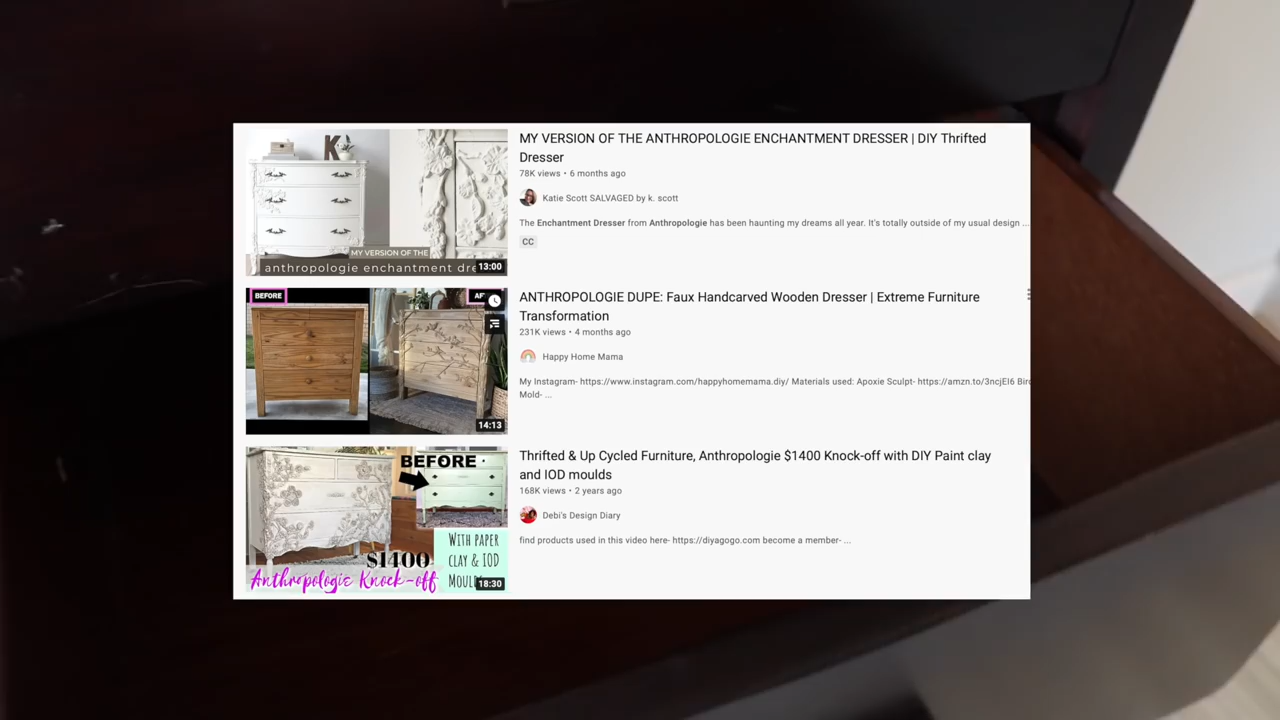 K
MY VERSION OF THE
anthropologie enchantment dre
13:00
MY VERSION OF THE ANTHROPOLOGIE ENCHANTMENT DRESSER | DIY Thrifted
Dresser
78K views • 6 months ago
Katie Scott SALVAGED by k. scott
The Enchantment Dresser from Anthropologie has been haunting my dreams all year. It's totally outside of my usual design ...
CC
BEFORE
AF
14:13
ANTHROPOLOGIE DUPE: Faux Handcarved Wooden Dresser | Extreme Furniture
Transformation
231K views • 4 months ago
Happy Home Mama
My Instagram- https://www.instagram.com/happyhomemama.diy/ Materials used: Apoxie Sculpt- https://amzn.to/3ncjEI6 Bird
Mold- ...
BEFORE
$1400
Anthropologie Knock-off
WITH PAPER
CLAY & IOD
MOULDS
18:30
Thrifted & Up Cycled Furniture, Anthropologie $1400 Knock-off with DIY Paint clay
and IOD moulds
168K views • 2 years ago
Debi's Design Diary
find products used in this video here- https://diyagogo.com become a member- ...